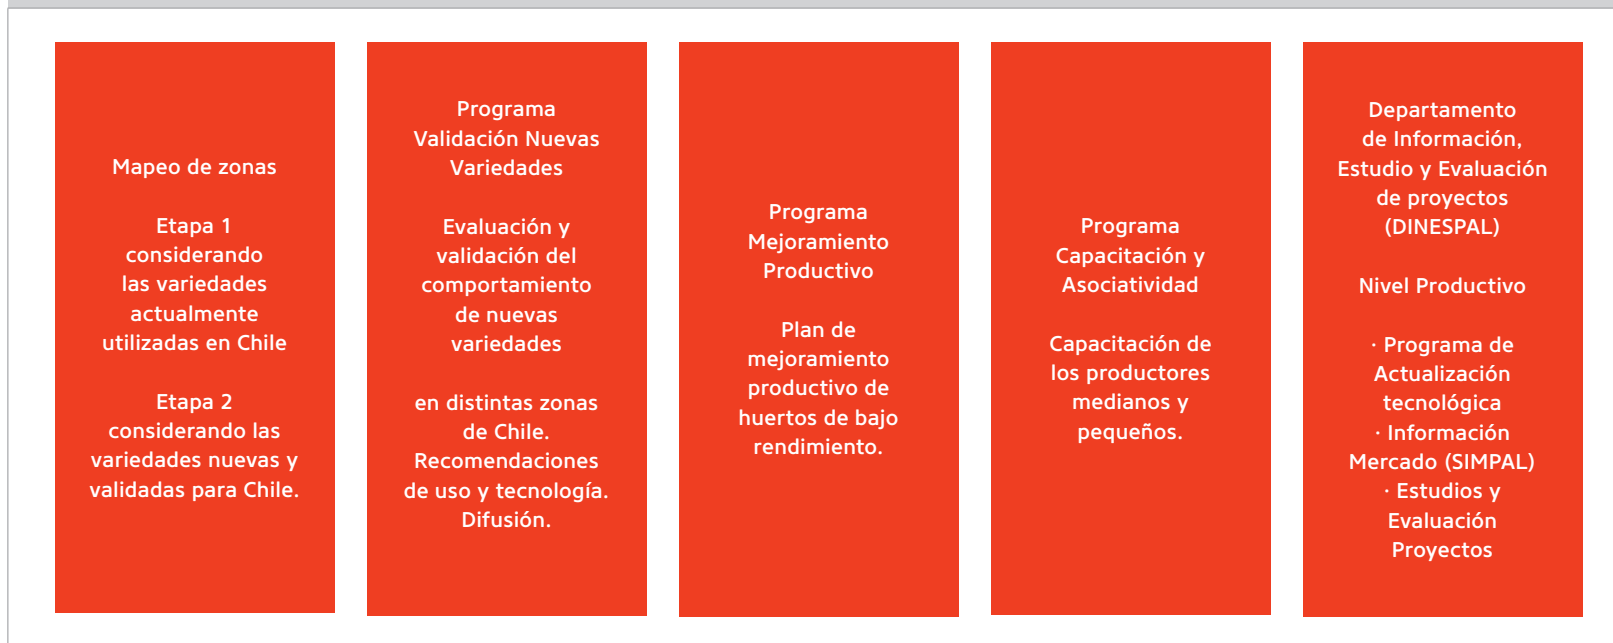 Mapeo de zonas
Etapa 1
considerando
las variedades
actualmente
utilizadas en Chile
Etapa 2
considerando las
variedades nuevas y
validadas para Chile.
Programa
Validación Nuevas
Variedades
Evaluación y
validación del
comportamiento
de nuevas
variedades
en distintas zonas
de Chile.
Recomendaciones
de uso y tecnología.
Difusión.
Programa
Mejoramiento
Productivo
Plan de
mejoramiento
productivo de
huertos de bajo
rendimiento.
Programa
Capacitación y
Asociatividad
Capacitación de
los productores
medianos y
pequeños.
Departamento
de Información,
Estudio y Evaluación
de proyectos
(DINESPAL)
Nivel Productivo
· Programa de
Actualización
tecnológica
· Información
Mercado (SIMPAL)
· Estudios y
Evaluación
Proyectos